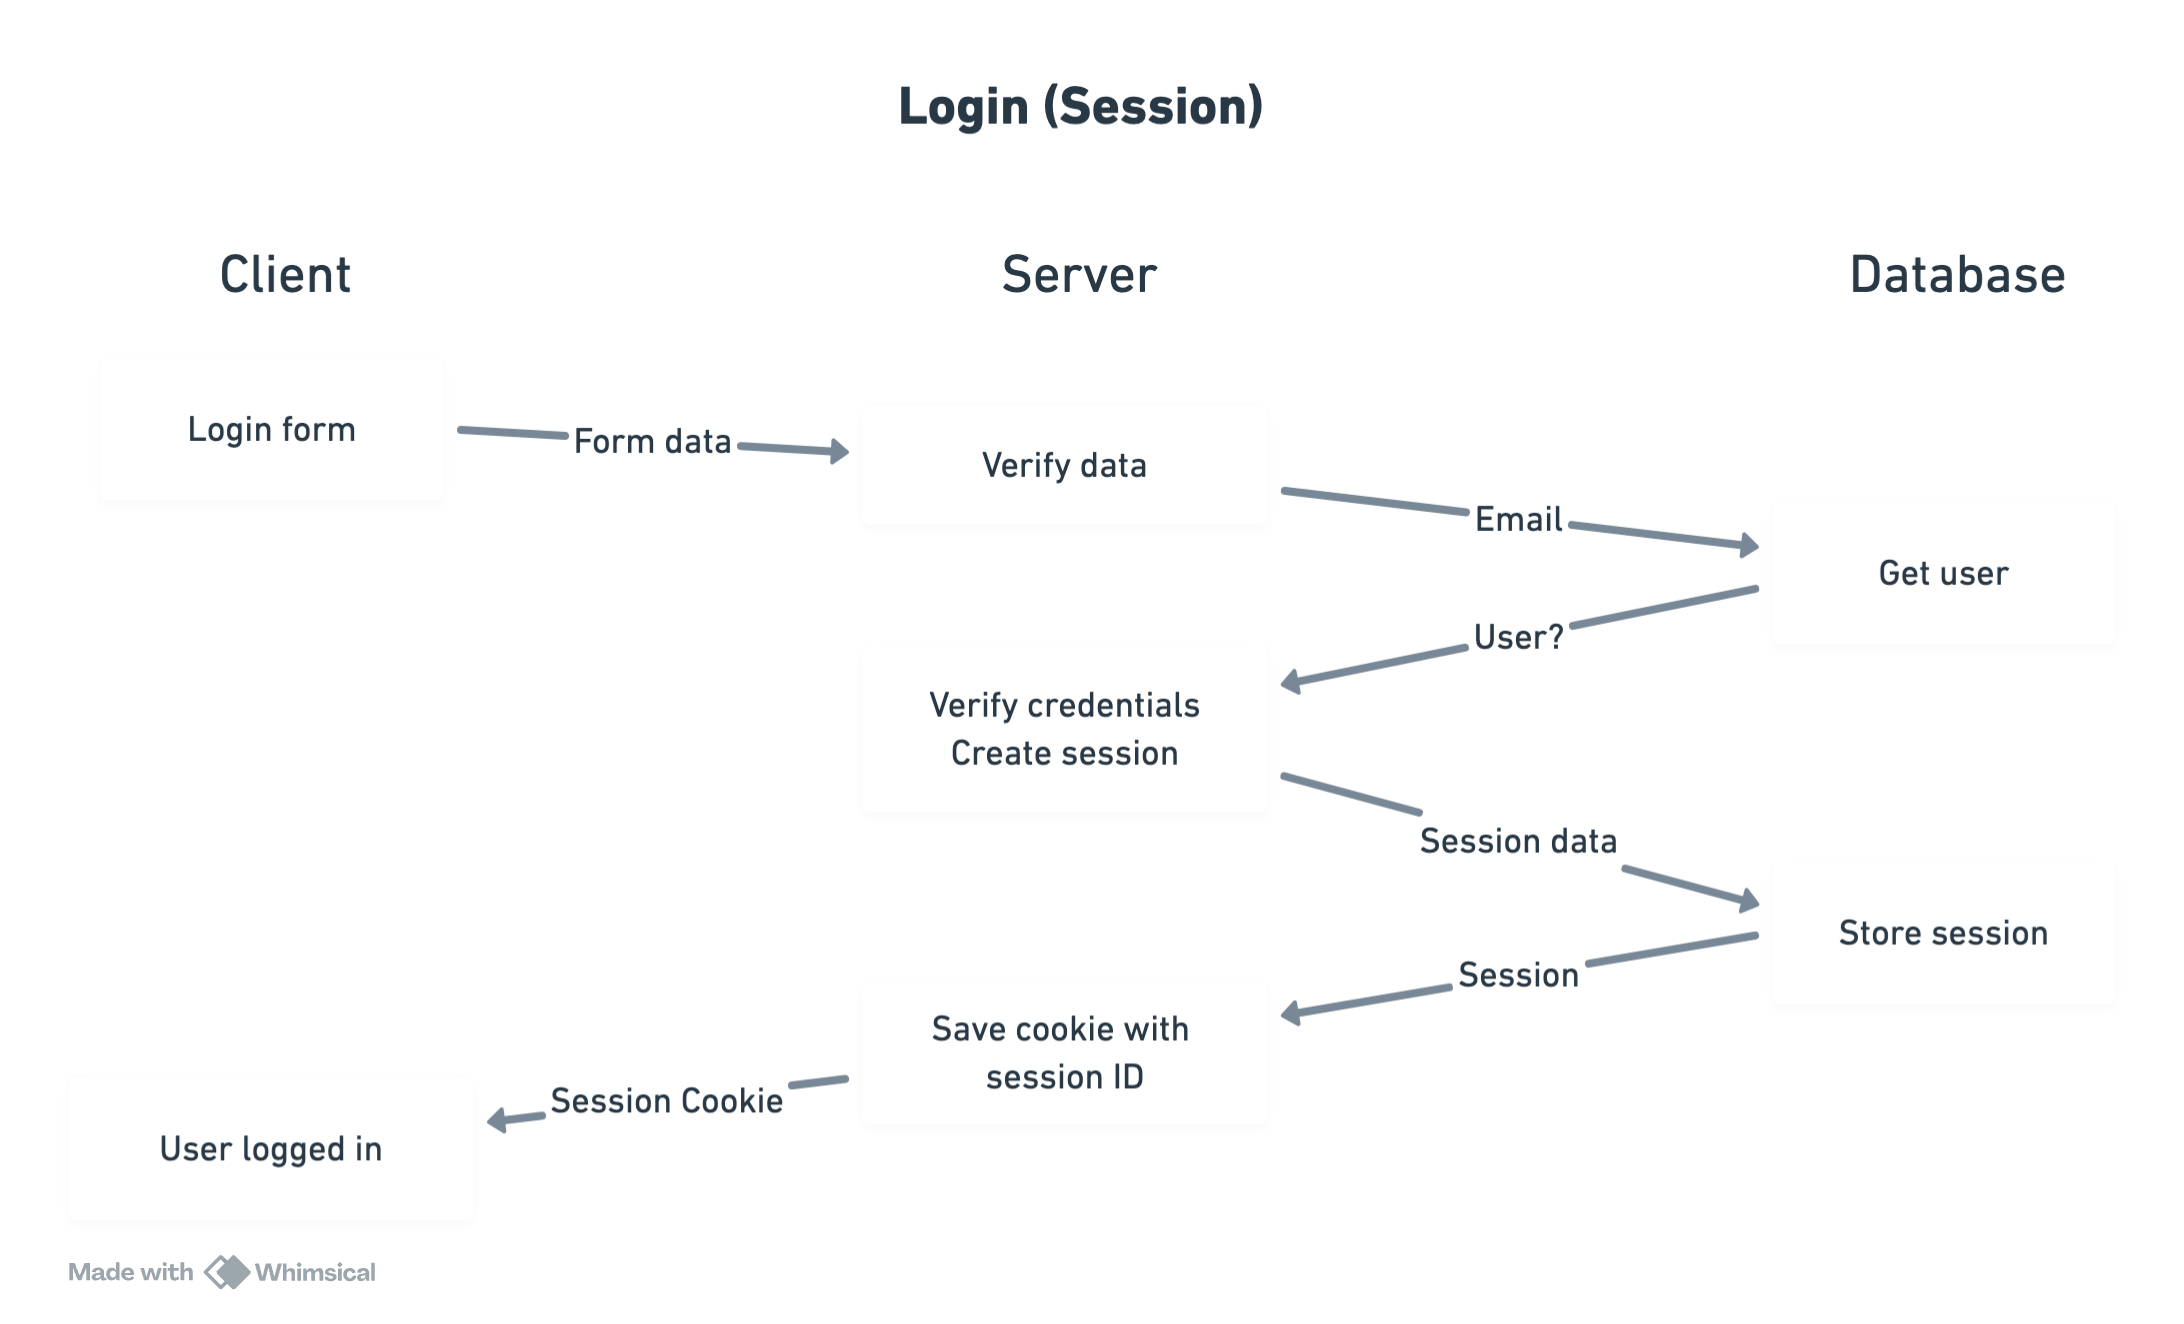 Login (Session)
Client
Server
Database
Login form
Form data
Verify data
Email
Get user
User?
Verify credentials
Create session
Session data
Store session
Session
Save cookie with
session ID
Session Cookie
User logged in
Made with Whimsical